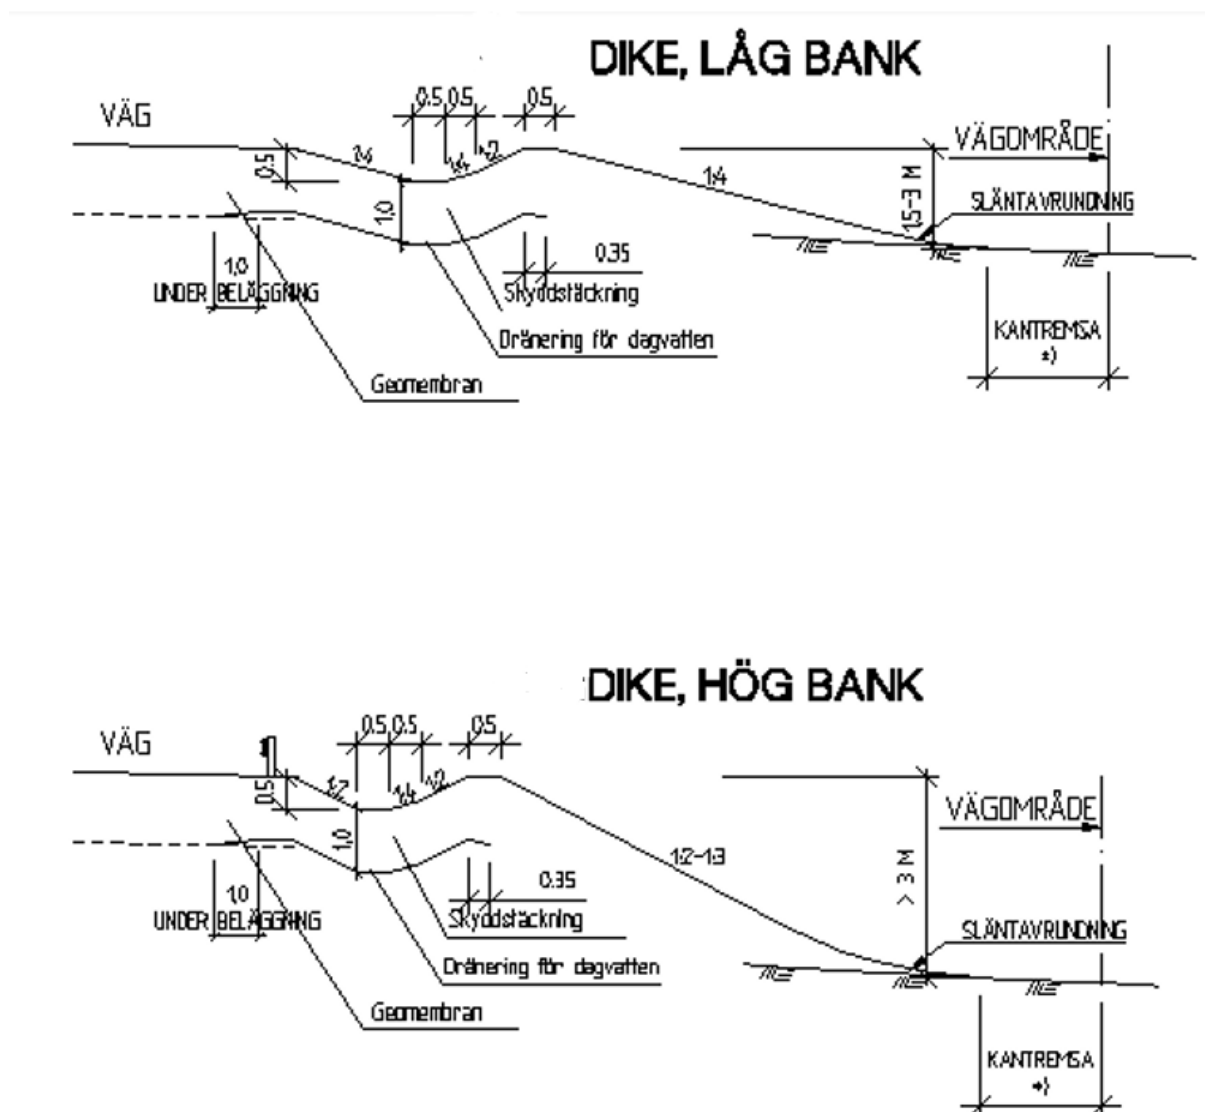 DIKE, LÅG BANK
VÄG
0.5 0.5
0.5
VÄGOMRÅDE
0.5
1:4
1:4
1:2
1:4
1.5-3 M
SLÄNTAVRUNDNING
1.0
1.0
UNDER BELÄGGNING
0.35
Skyddstäckning
Dränering för dagvatten
KANTREMSA
*)
Geomembran
DIKE, HÖG BANK
VÄG
0.5 0.5
0.5
0.5
1:2
1:4
1:2
VÄGOMRÅDE
1.0
1:2-1:3
> 3 M
1.0
UNDER BELÄGGNING
0.35
Skyddstäckning
SLÄNTAVRUNDNING
Dränering för dagvatten
Geomembran
KANTREMSA
*)